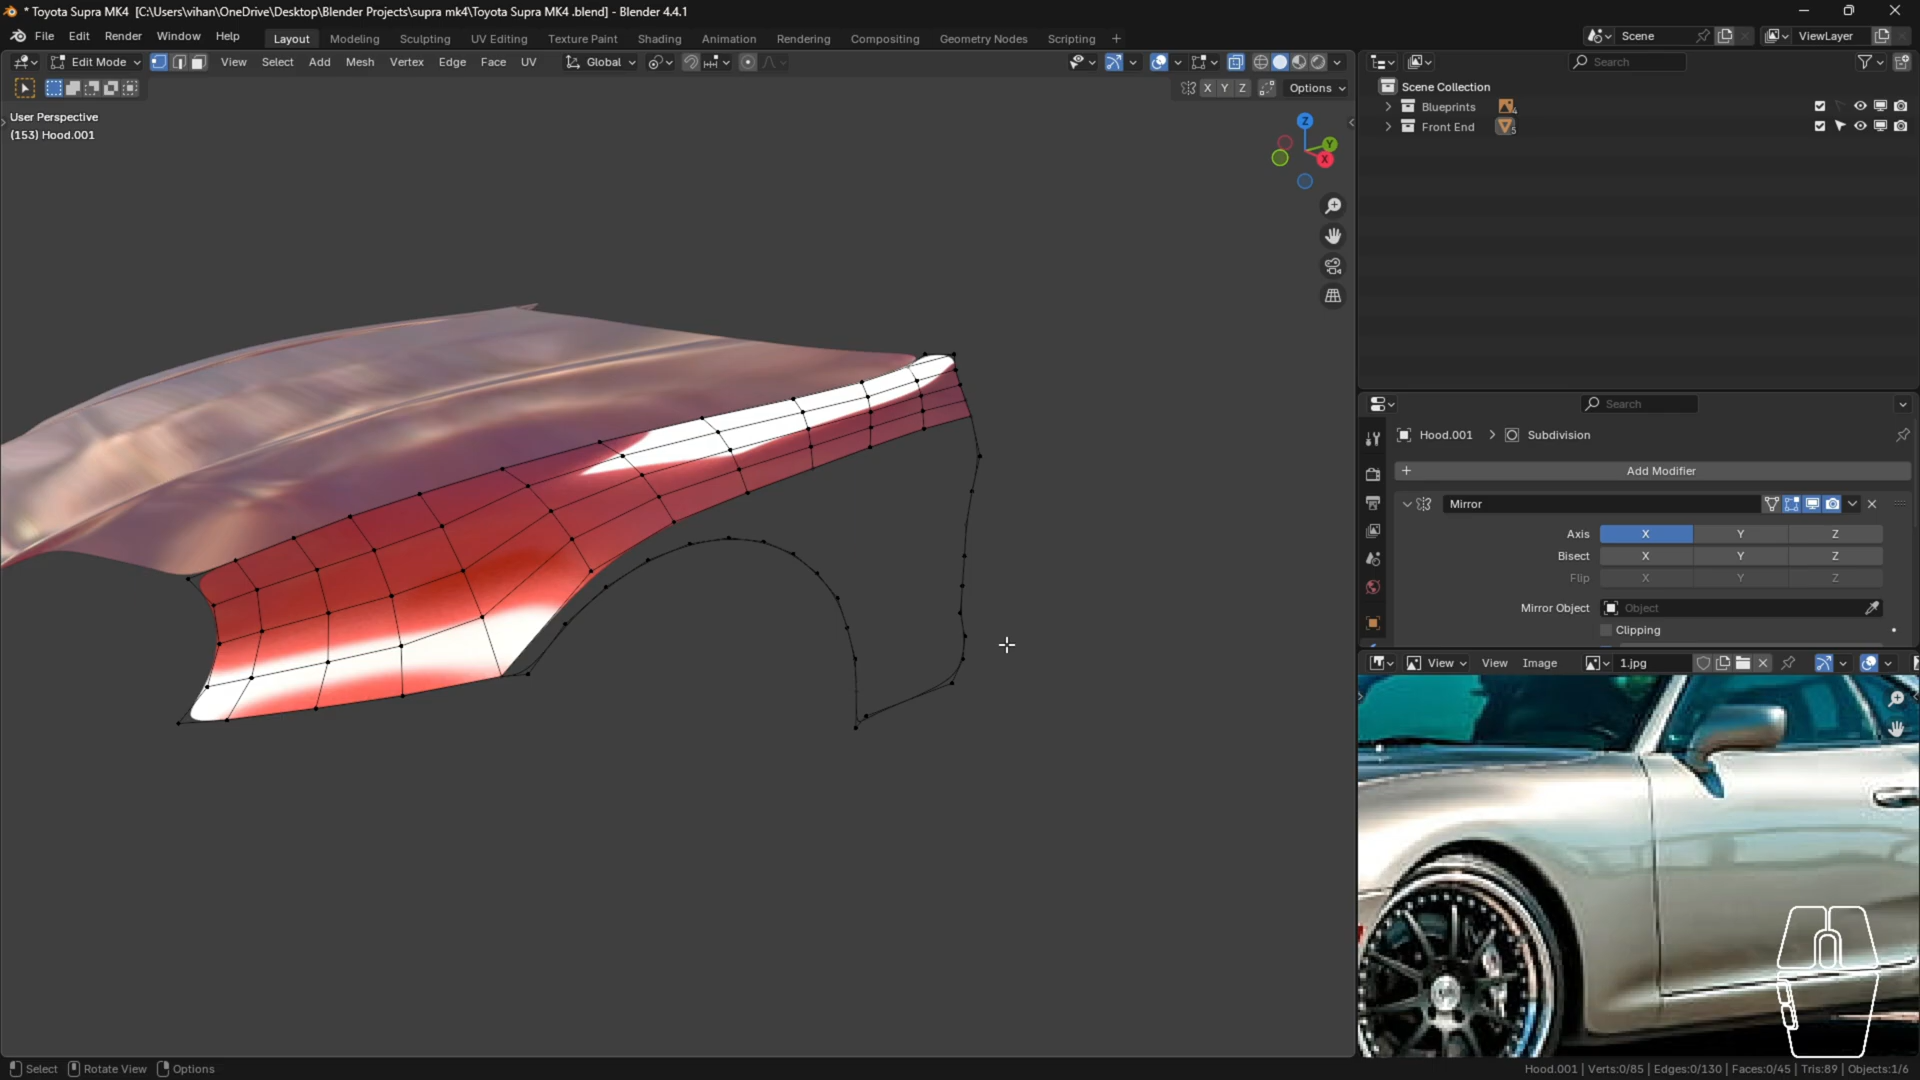 * Toyota Supra MK4 [C:\Users\vihan\OneDrive\Desktop\Blender Projects\supra mk4\Toyota Supra MK4 .blend] - Blender 4.4.1
File Edit Render Window Help Layout Modeling Sculpting UV Editing Texture Paint Shading Animation Rendering Compositing Geometry Nodes Scripting + Scene ViewLayer
Edit Mode View Select Add Mesh Vertex Edge Face UV Global Search
X Y Z Options
User Perspective
(153) Hood.001
Z
Y
X
Scene Collection
Blueprints 4
Front End 5
Search
Hood.001 > Subdivision
+ Add Modifier
Mirror
Axis X Y Z
Bisect X Y Z
Flip X Y Z
Mirror Object Object
Clipping
View View Image 1.jpg
Select Rotate View Options Hood.001 | Verts:0/85 | Edges:0/130 | Faces:0/45 | Tris:89 | Objects:1/6